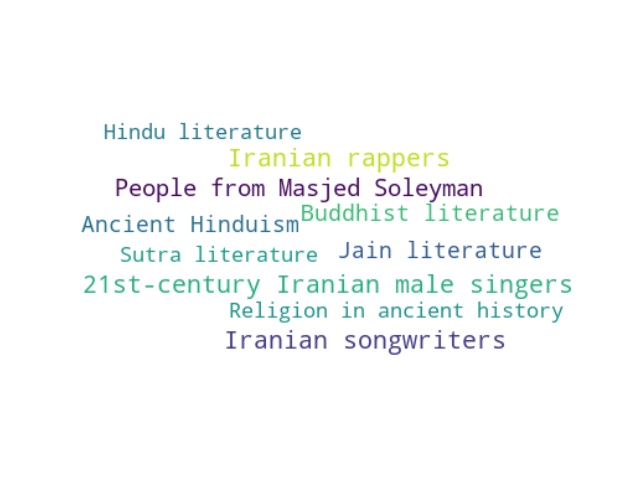 Hindu literature
Iranian rappers
People from Masjed Soleyman
Buddhist literature
Ancient Hinduism
Jain literature
Sutra literature
21st-century Iranian male singers
Religion in ancient history
Iranian songwriters